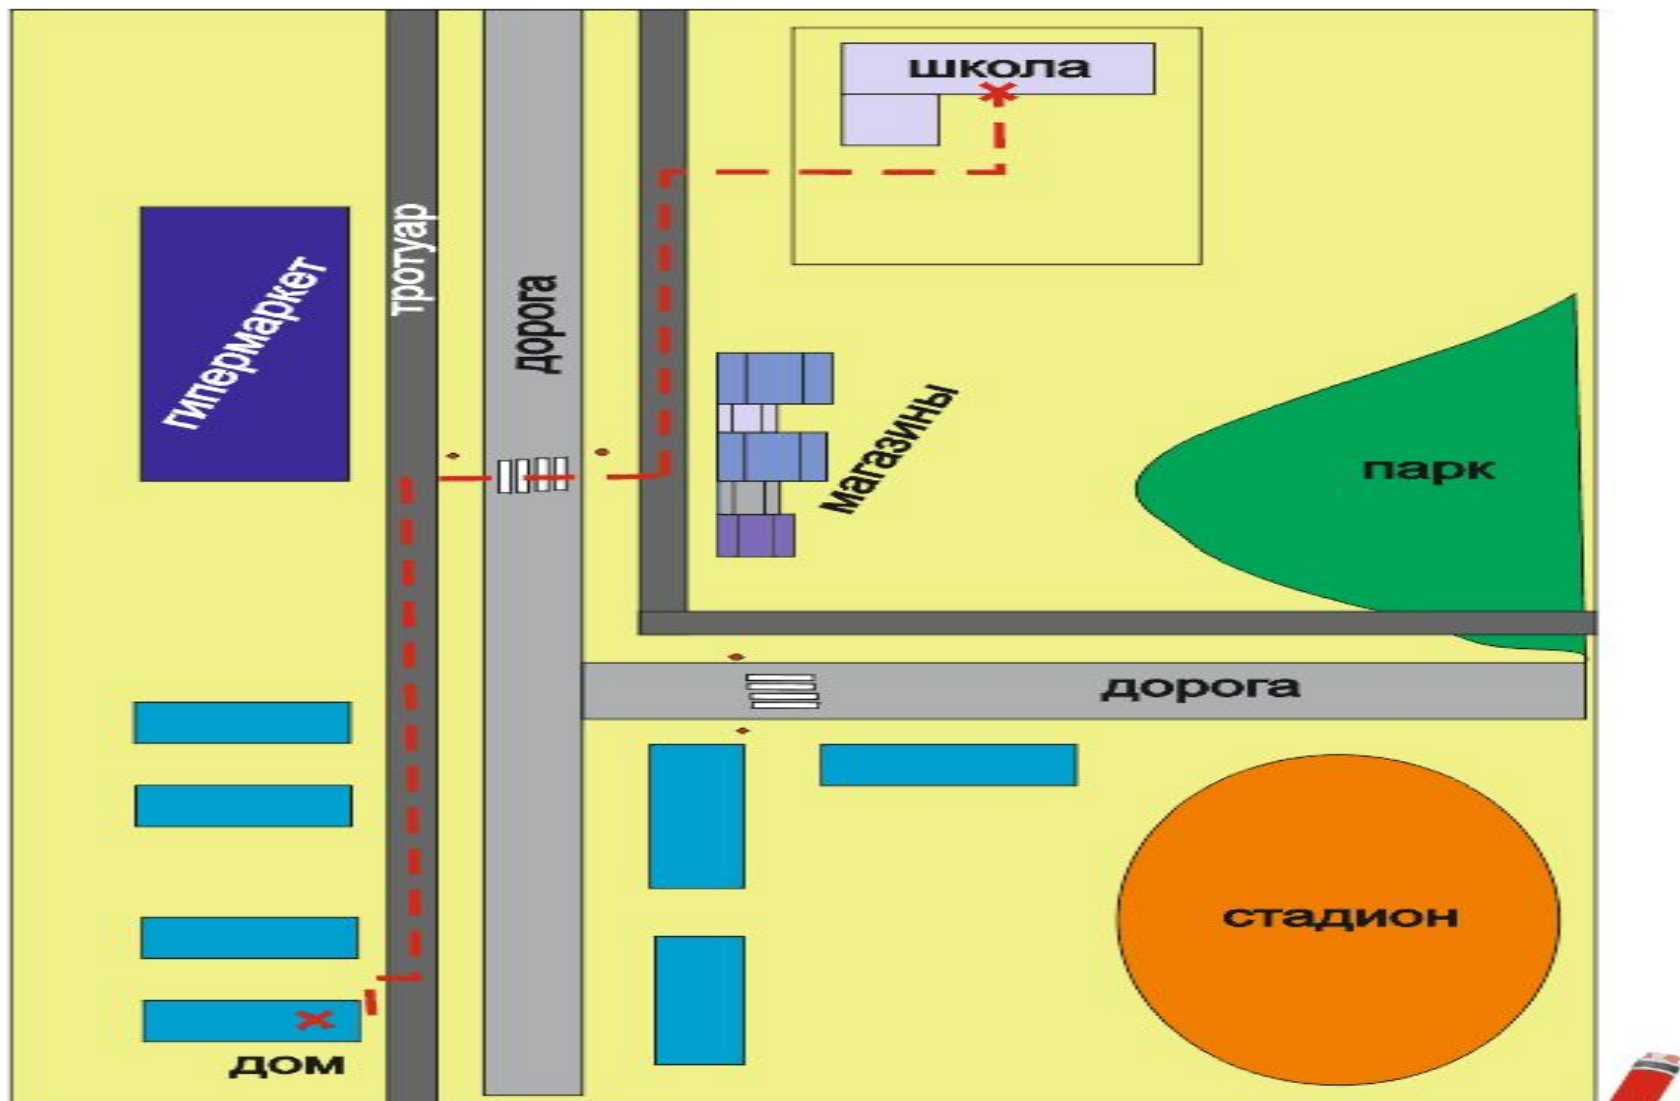 школа
тротуар
дорога
гипермаркет
магазины
парк
дорога
стадион
дом